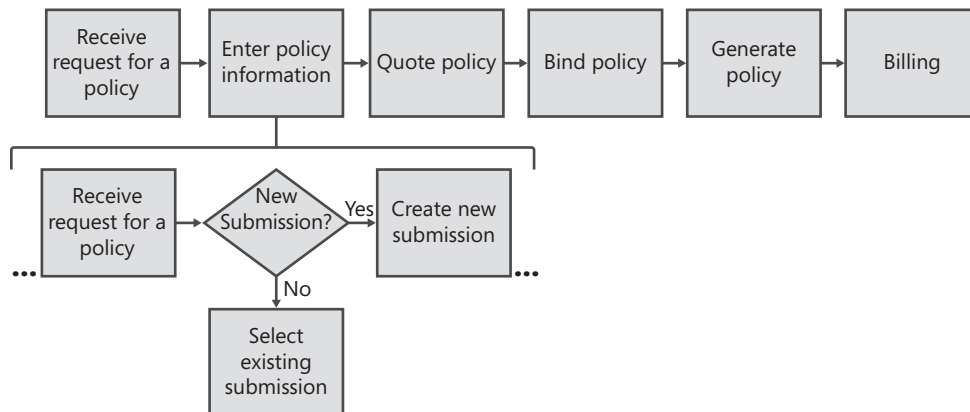 Receive
request for a
policy
Enter policy
information
Quote policy
Bind policy
Generate
policy
Billing
Receive
request for a
policy
New
Submission?
Yes
Create new
submission
...
...
No
Select
existing
submission